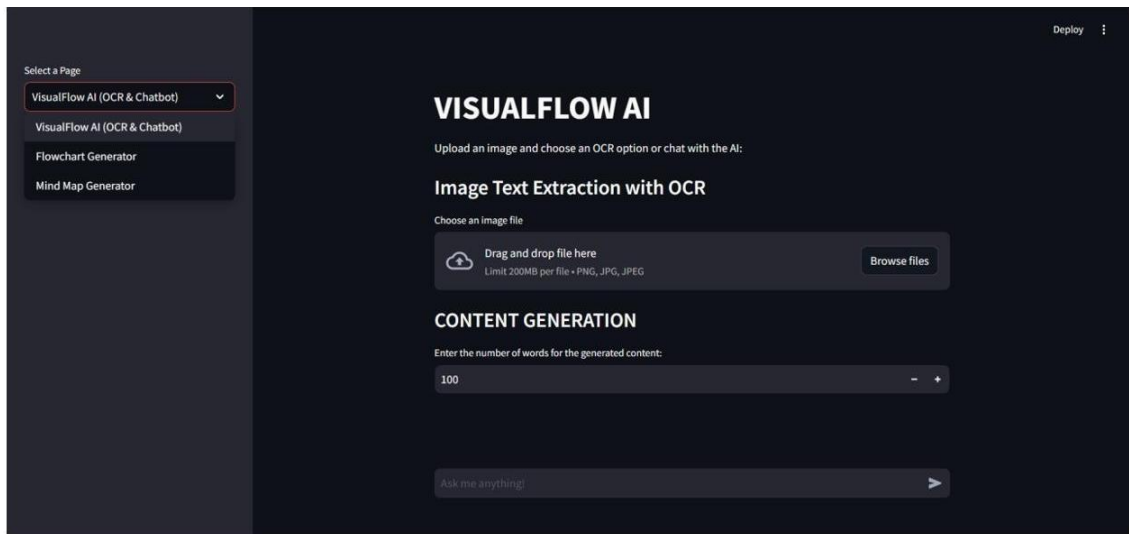 Deploy
Select a Page
VisualFlow AI (OCR & Chatbot)
VisualFlow AI (OCR & Chatbot)
Flowchart Generator
Mind Map Generator
VISUALFLOW AI
Upload an image and choose an OCR option or chat with the AI:
Image Text Extraction with OCR
Choose an image file
Drag and drop file here
Limit 200MB per file • PNG, JPG, JPEG
Browse files
CONTENT GENERATION
Enter the number of words for the generated content:
100
Ask me anything!